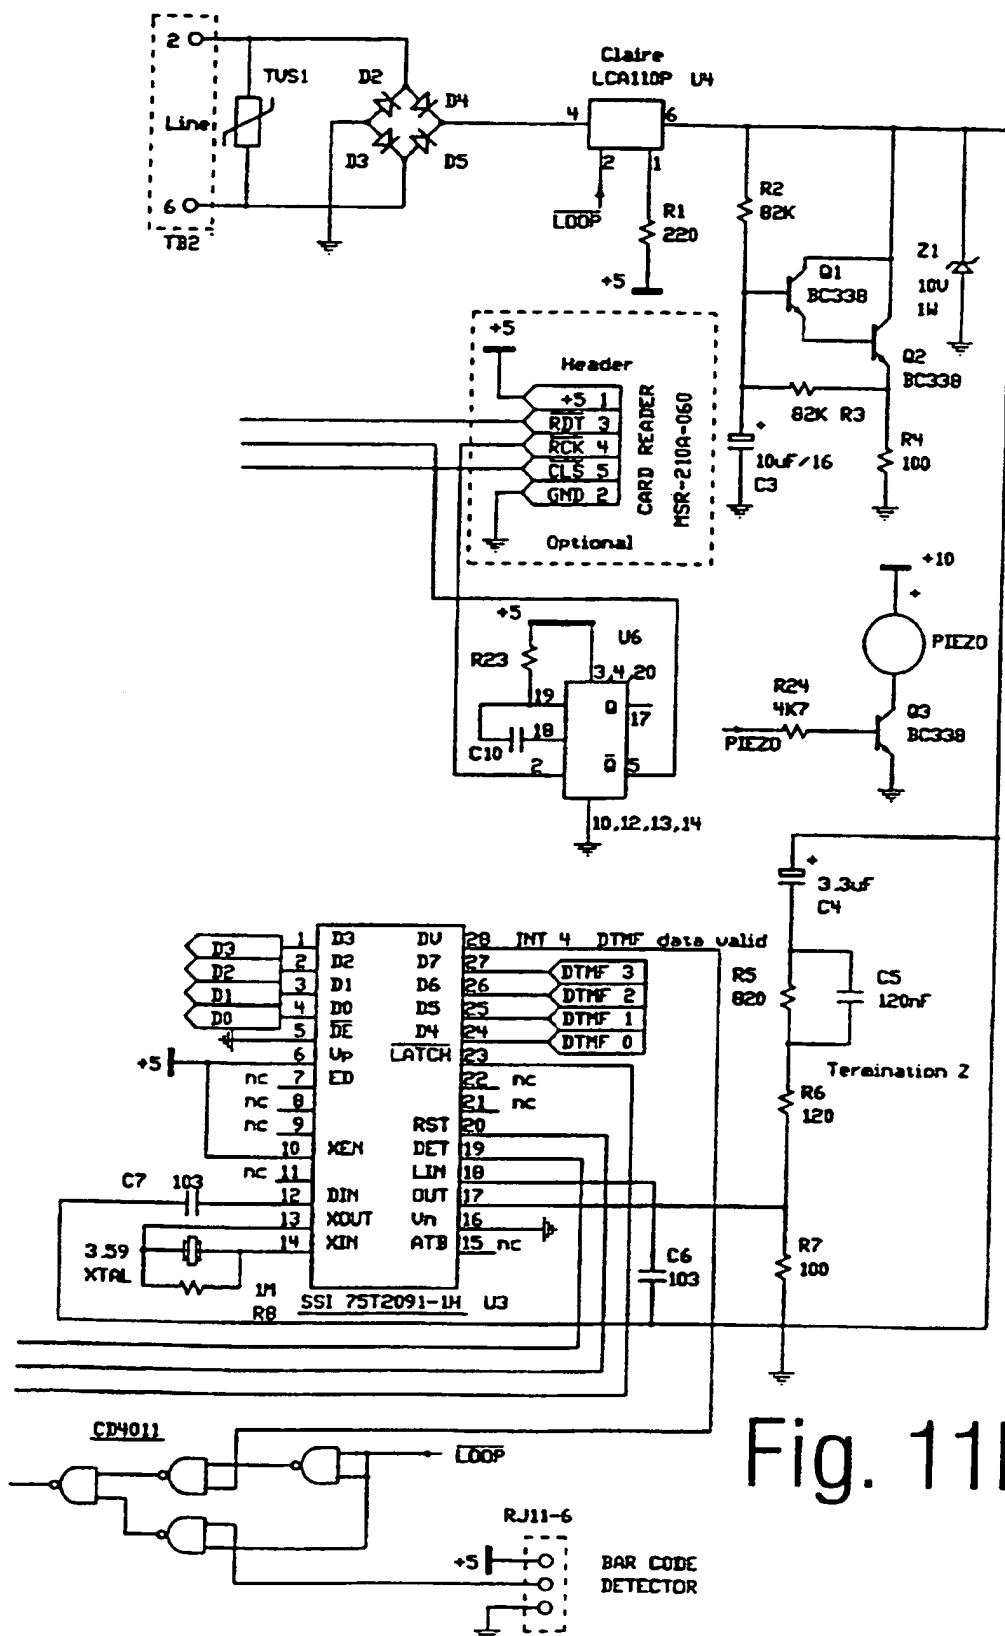 2
TVS1
Line
6
TB2
D2
D4
D3
D5
Claire
LCA110P U4
4
6
2
1
LOOP
R1
220
+5
R2
82K
Q1
BC338
Z1
10V
1W
Q2
BC338
82K R3
+
10uF/16
C3
R4
100
+5
Header
+5 1
RDT 3
RCK 4
CLS 5
GND 2
CARD READER
MSR-210A-060
Optional
+10
+
PIEZO
R24
4K7
PIEZO
Q3
BC338
+5
U6
R23
3,4,20
19
Q
17
18
C10
2
Q
5
10,12,13,14
+
3.3uF
C4
R5
820
C5
120nF
Termination Z
R6
120
R7
100
D3
D2
D1
D0
+5
1 D3 DV 28 INT 4 DTMF data valid
2 D2 D7 27 DTMF 3
3 D1 D6 26 DTMF 2
4 D0 D5 25 DTMF 1
5 DE D4 24 DTMF 0
6 Vp LATCH 23
nc 7 ED 22 nc
nc 8 21 nc
nc 9 RST 20
10 XEN DET 19
nc 11 LIN 18
C7 103
12 DIN OUT 17
13 XOUT Vn 16
14 XIN ATB 15 nc
3.59
XTAL
1M
R8
SSI 75T2091-1H U3
C6
103
CD4011
LOOP
Fig. 11
RJ11-6
+5
BAR CODE
DETECTOR